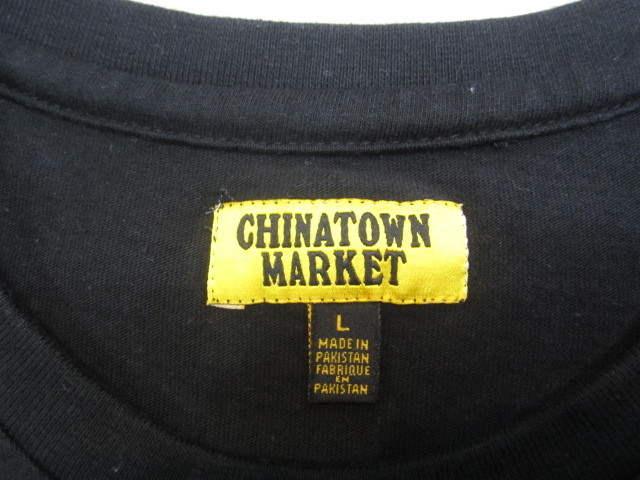 CHINATOWN
MARKET
L
MADE IN
PAKISTAN
FABRIQUE
EN
PAKISTAN